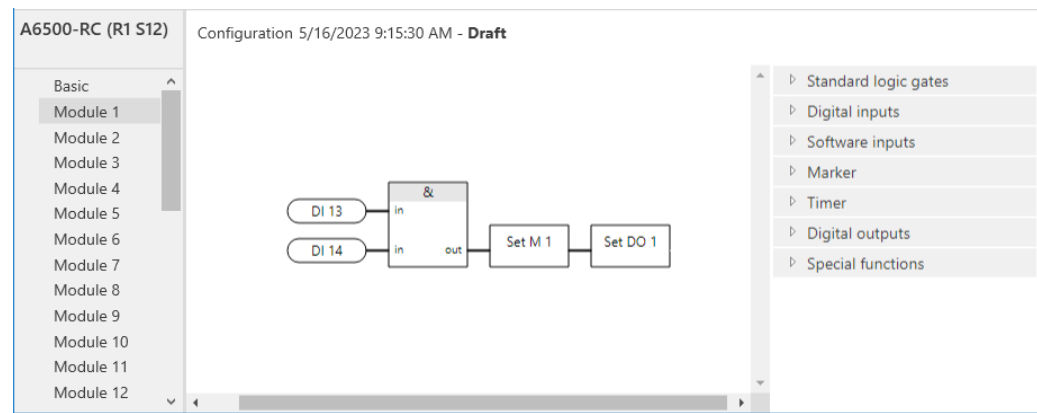 A6500-RC (R1 S12)
Configuration 5/16/2023 9:15:30 AM - Draft
Basic
Module 1
Module 2
Module 3
Module 4
Module 5
Module 6
Module 7
Module 8
Module 9
Module 10
Module 11
Module 12
&
DI 13
in
DI 14
in
out
Set M 1
Set DO 1
Standard logic gates
Digital inputs
Software inputs
Marker
Timer
Digital outputs
Special functions